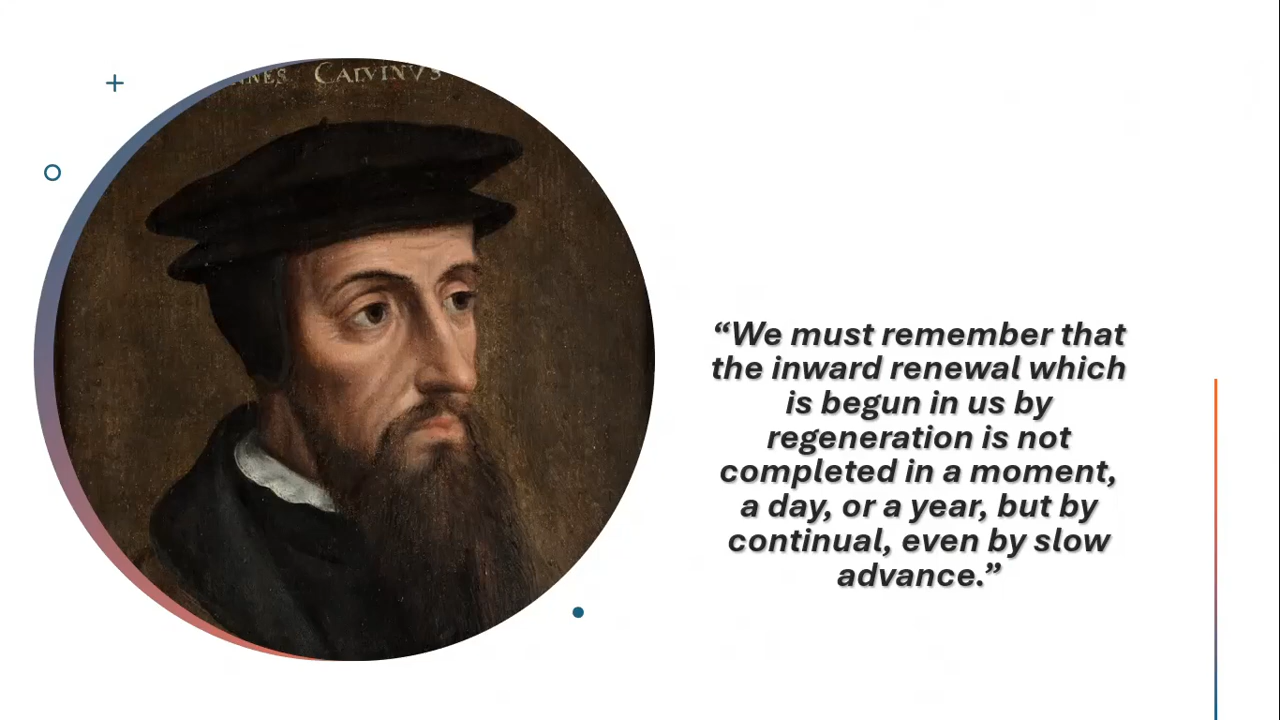 NNES CALVINVS
“We must remember that
the inward renewal which
is begun in us by
regeneration is not
completed in a moment,
a day, or a year, but by
continual, even by slow
advance.”